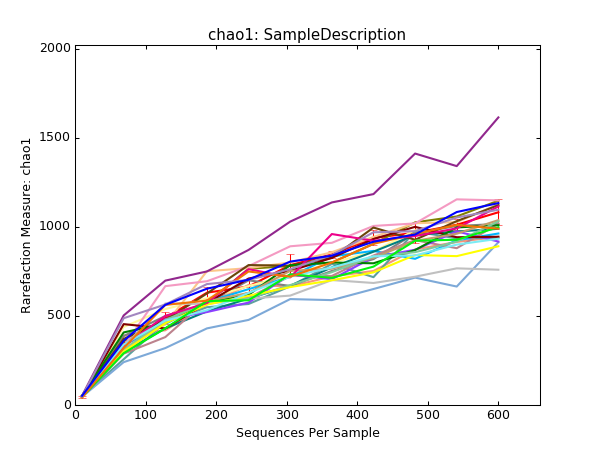 chao1: SampleDescription
2000
1500
1000
500
0
Rarefaction Measure: chao1
0 100 200 300 400 500 600
Sequences Per Sample